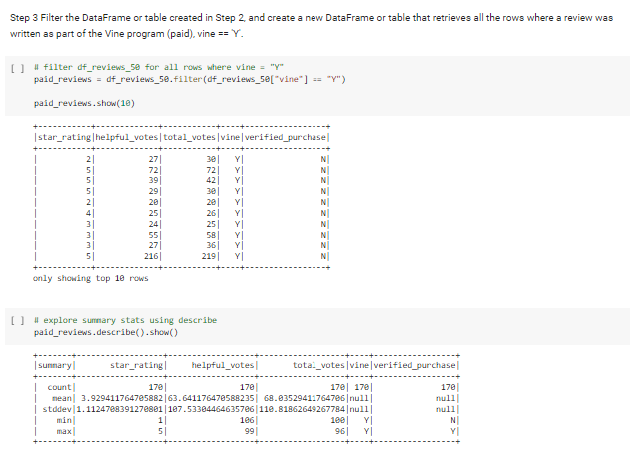 Step 3 Filter the DataFrame or table created in Step 2, and create a new DataFrame or table that retrieves all the rows where a review was
written as part of the Vine program (paid), vine == 'Y'.
[ ] # filter df_reviews_50 for all rows where vine = "Y"
paid_reviews = df_reviews_50.filter(df_reviews_50["vine"] == "Y")
paid_reviews.show(10)
+-----------+-------------+-----------+----+-----------------+
|star_rating|helpful_votes|total_votes|vine|verified_purchase|
+-----------+-------------+-----------+----+-----------------+
| 2| 27| 30| Y| N|
| 5| 72| 72| Y| N|
| 5| 39| 42| Y| N|
| 5| 29| 30| Y| N|
| 2| 20| 20| Y| N|
| 4| 25| 26| Y| N|
| 3| 24| 25| Y| N|
| 3| 55| 58| Y| N|
| 3| 27| 36| Y| N|
| 5| 216| 219| Y| N|
+-----------+-------------+-----------+----+-----------------+
only showing top 10 rows
[ ] # explore summary stats using describe
paid_reviews.describe().show()
+-------+------------------+------------------+------------------+----+-----------------+
|summary| star_rating| helpful_votes| total_votes|vine|verified_purchase|
+-------+------------------+------------------+------------------+----+-----------------+
| count| 170| 170| 170| 170| 170|
| mean| 3.929411764705882|63.641176470588235| 68.03529411764706|null| null|
| stddev|1.1124708391270801|107.53304464635706|110.81862649267784|null| null|
| min| 1| 106| 100| Y| N|
| max| 5| 99| 96| Y| Y|
+-------+------------------+------------------+------------------+----+-----------------+